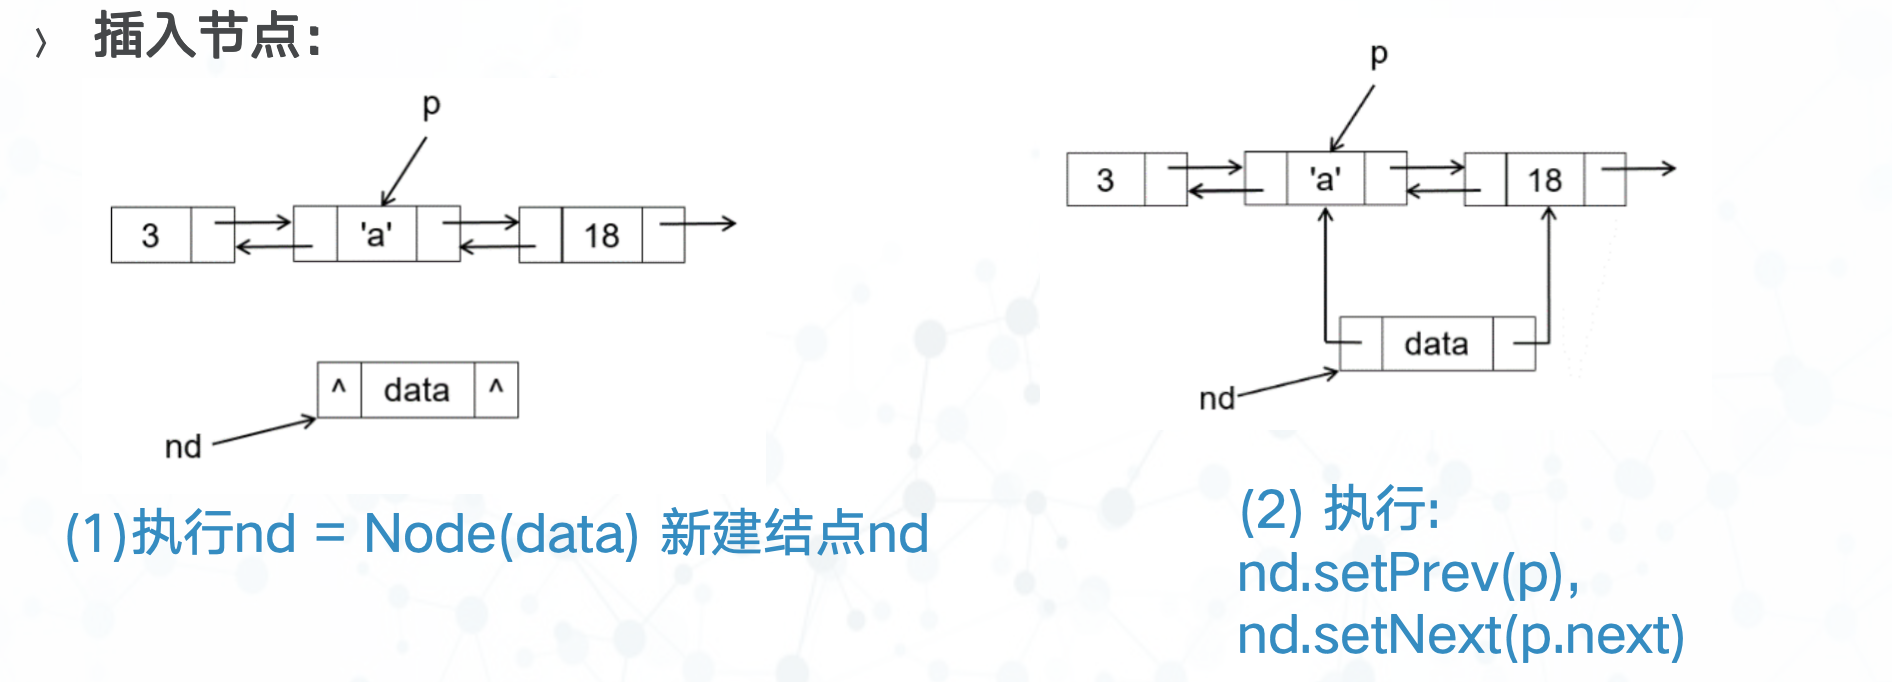 › 插入节点:
p
3 'a' 18
^ data ^
nd
(1)执行nd = Node(data) 新建结点nd
p
3 'a' 18
data
nd
(2) 执行:
nd.setPrev(p),
nd.setNext(p.next)